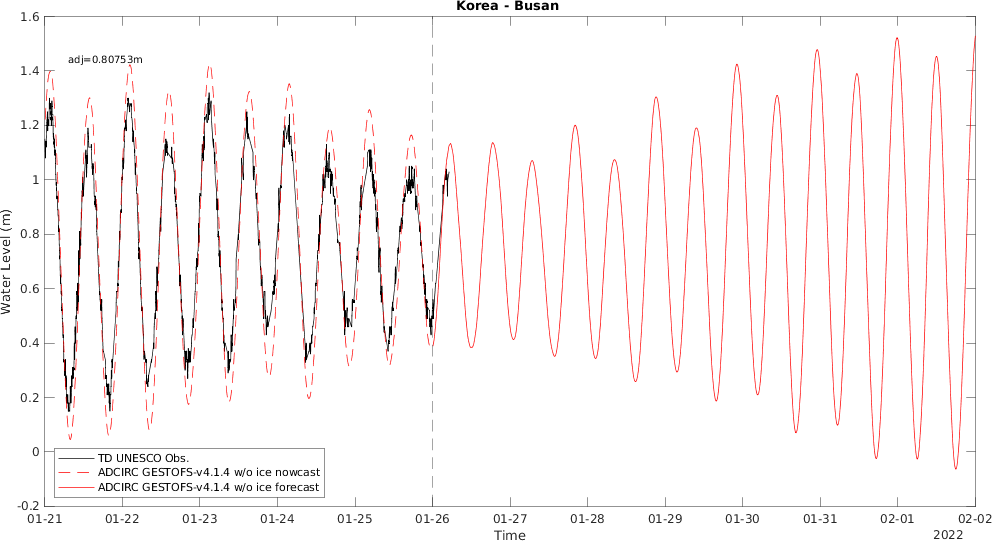 Korea - Busan
adj=0.80753m
1.6
1.4
1.2
1
0.8
0.6
0.4
0.2
0
-0.2
Water Level (m)
TD UNESCO Obs.
ADCIRC GESTOFS-v4.1.4 w/o ice nowcast
ADCIRC GESTOFS-v4.1.4 w/o ice forecast
01-21 01-22 01-23 01-24 01-25 01-26 01-27 01-28 01-29 01-30 01-31 02-01 02-02
Time
2022